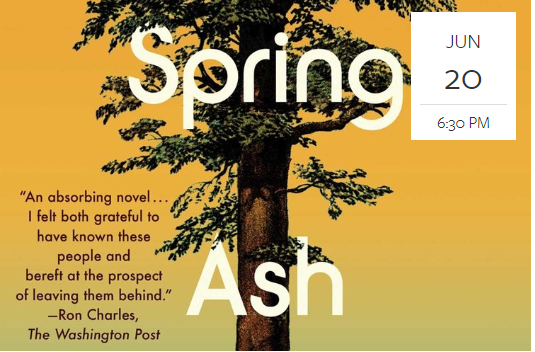 Spring
JUN
20
6:30 PM
“An absorbing novel...
I felt both grateful to
have known these
people and
bereft at the prospect
of leaving them behind.”
—Ron Charles,
The Washington Post
Ash